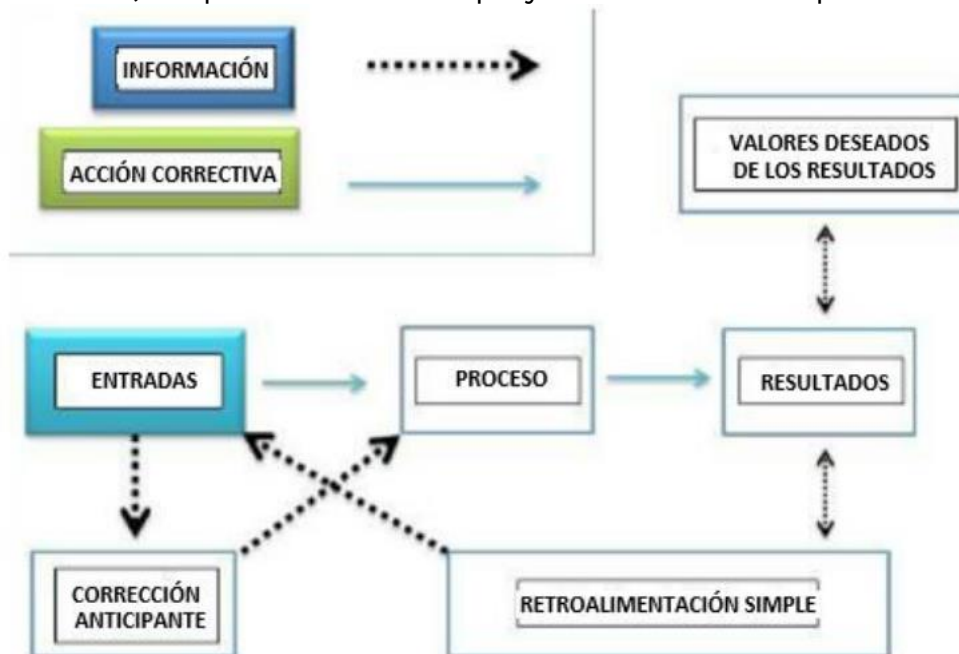 INFORMACIÓN
ACCIÓN CORRECTIVA
VALORES DESEADOS
DE LOS RESULTADOS
ENTRADAS
PROCESO
RESULTADOS
CORRECCIÓN
ANTICIPANTE
RETROALIMENTACIÓN SIMPLE